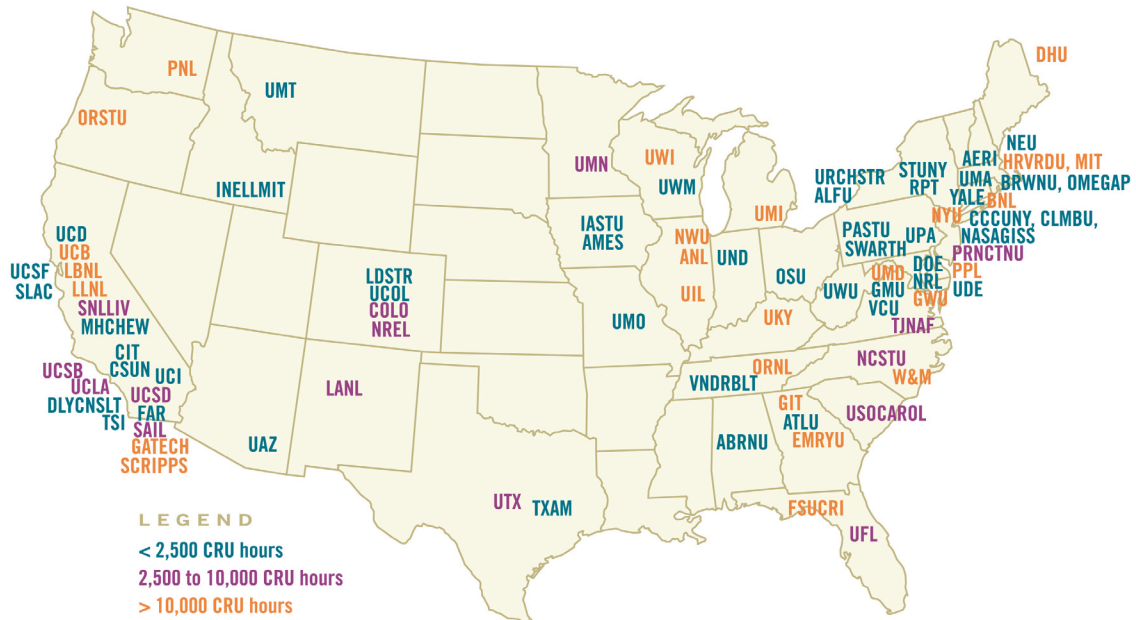 DHU
PNL
UMT
ORSTU
NEU
AERI
HRVRDU, MIT
UMN
UWI
UWM
URCHSTR
ALFU
STUNY
RPT
UMA
BRWNU, OMEGAP
YALE
BNL
INELLMIT
UMI
NYU
CCCUNY, CLMBU,
NASAGISS
IASTU
AMES
NWU
ANL
UND
PASTU
SWARTH
UPA
PRNCTNU
UCD
UCB
LBNL
LLNL
UCSF
SLAC
SNLLIV
MHCHEW
LDSTR
UCOL
COLO
NREL
UIL
OSU
UWU
UMD
GMU
VCU
DOE
NRL
GWU
PPL
UDE
UMO
UKY
TJNAF
CIT
CSUN
UCI
UCSB
UCLA
UCSD
DLYCNSLT
TSI
FAR
SAIL
GATECH
SCRIPPS
LANL
ORNL
VNDRBLT
NCSTU
W&M
GIT
ATLU
EMRYU
USOCAROL
UAZ
ABRNU
UTX
TXAM
FSUCRI
UFL
LEGEND
< 2,500 CRU hours
2,500 to 10,000 CRU hours
> 10,000 CRU hours